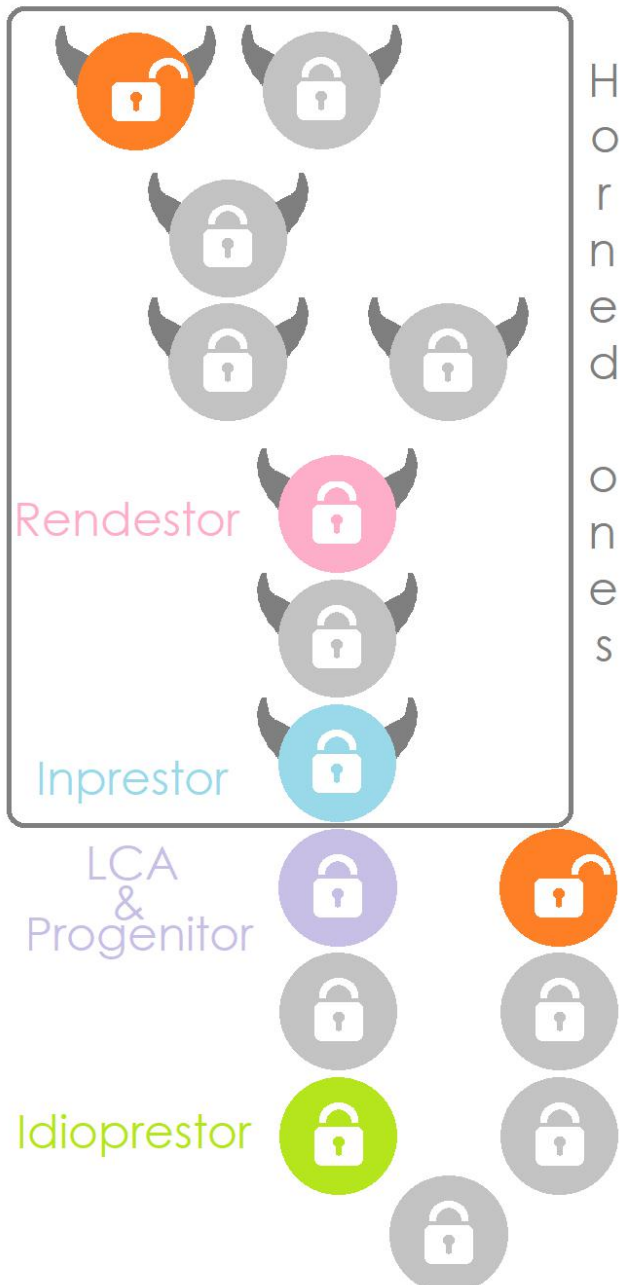 Horned ones
Rendestor
Inprestor
LCA
&
Progenitor
Idioprestor